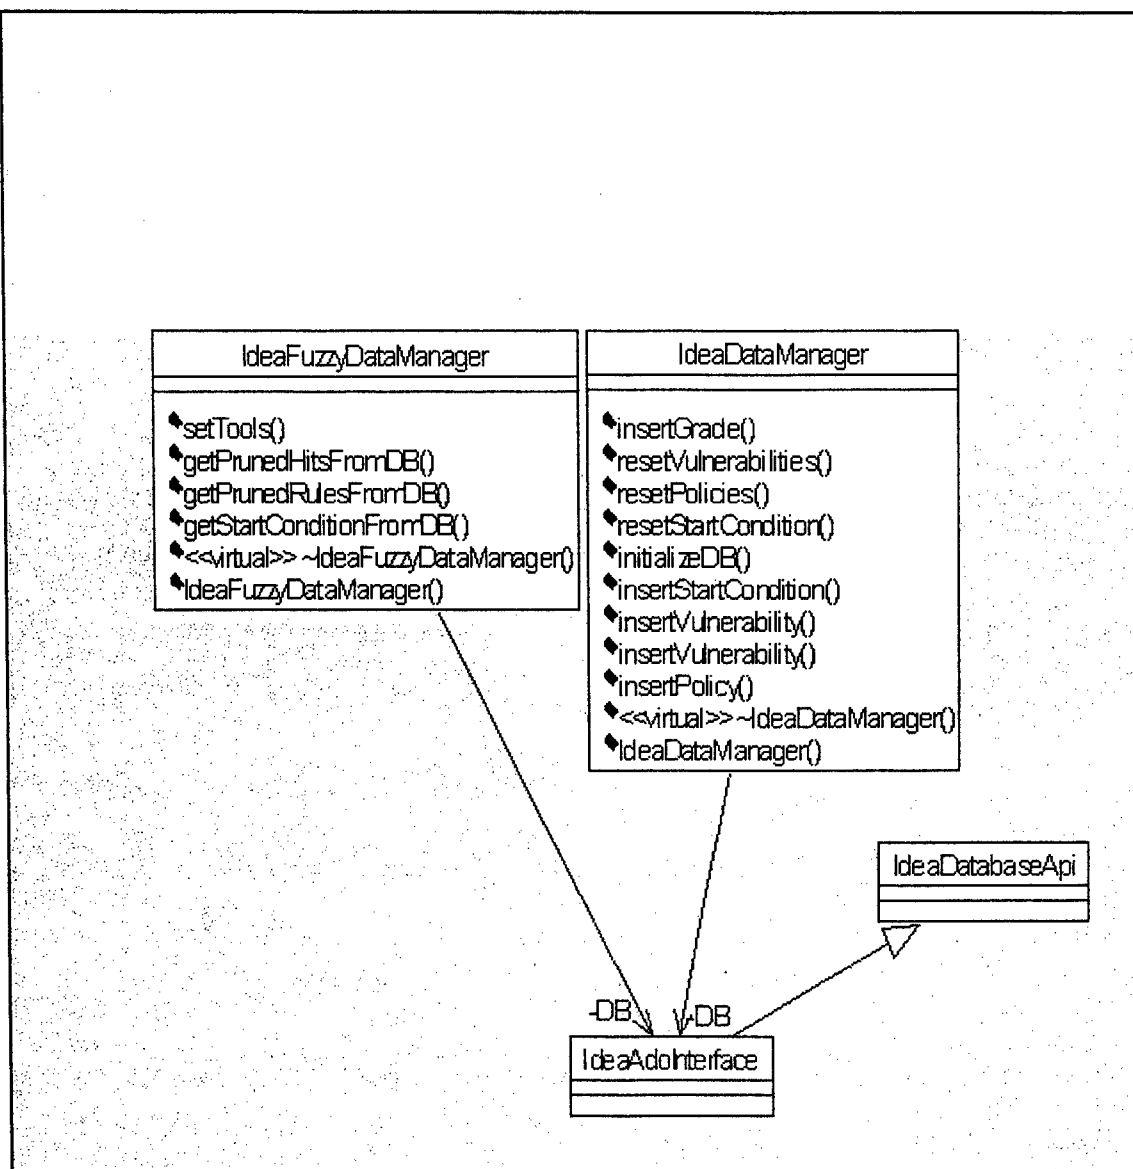 IdeaFuzzyDataManager
setTools()
getPrunedHitsFromDB()
getPrunedRulesFromDB()
getStartConditionFromDB()
<<virtual>> ~IdeaFuzzyDataManager()
IdeaFuzzyDataManager()
IdeaDataManager
insertGrade()
resetVulnerabilities()
resetPolicies()
resetStartCondition()
initializeDB()
insertStartCondition()
insertVulnerability()
insertVulnerability()
insertPolicy()
<<virtual>> ~IdeaDataManager()
IdeaDataManager()
IdeaDatabaseApi
-DB
-DB
IdeaAdoInterface